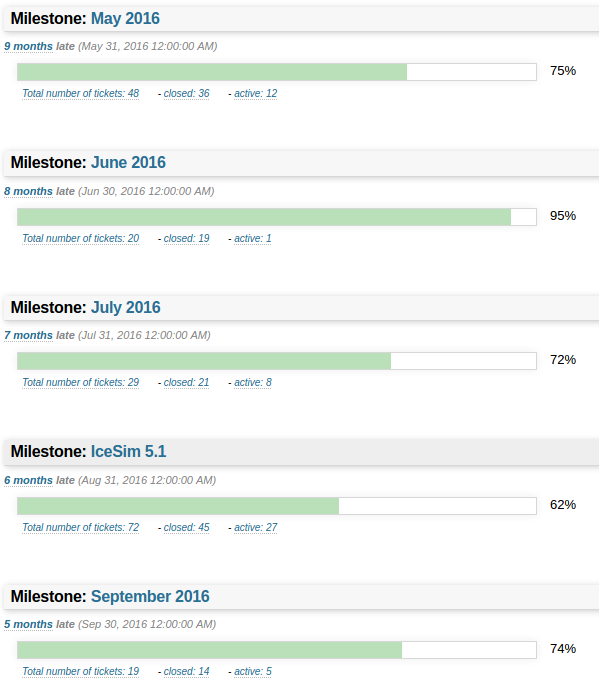 Milestone: May 2016
9 months late (May 31, 2016 12:00:00 AM)
75%
Total number of tickets: 48 - closed: 36 - active: 12
Milestone: June 2016
8 months late (Jun 30, 2016 12:00:00 AM)
95%
Total number of tickets: 20 - closed: 19 - active: 1
Milestone: July 2016
7 months late (Jul 31, 2016 12:00:00 AM)
72%
Total number of tickets: 29 - closed: 21 - active: 8
Milestone: IceSim 5.1
6 months late (Aug 31, 2016 12:00:00 AM)
62%
Total number of tickets: 72 - closed: 45 - active: 27
Milestone: September 2016
5 months late (Sep 30, 2016 12:00:00 AM)
74%
Total number of tickets: 19 - closed: 14 - active: 5